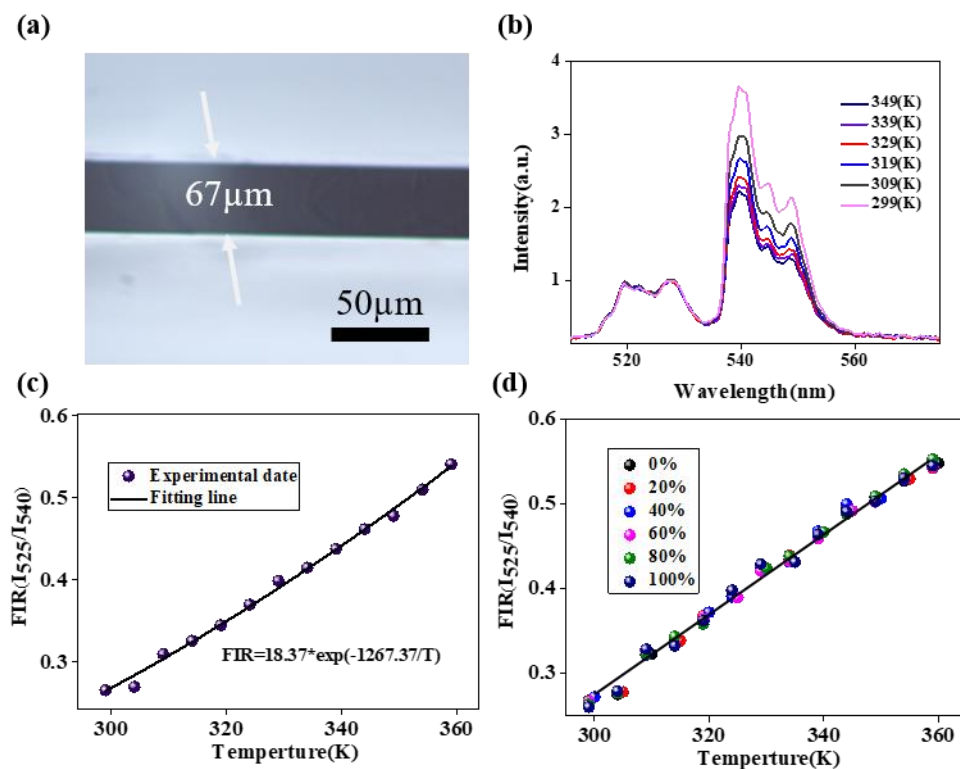 (a)
67μm
50μm
(b)
4
3
2
1
Intensity(a.u.)
349(K)
339(K)
329(K)
319(K)
309(K)
299(K)
520
540
560
Wavelength(nm)
(c)
0.6
0.5
0.4
0.3
FIR(I525/I540)
Experimental date
Fitting line
FIR=18.37*exp(-1267.37/T)
300
320
340
360
Temperture(K)
(d)
0.6
0.5
0.4
0.3
FIR(I525/I540)
0%
20%
40%
60%
80%
100%
300
320
340
360
Temperture(K)